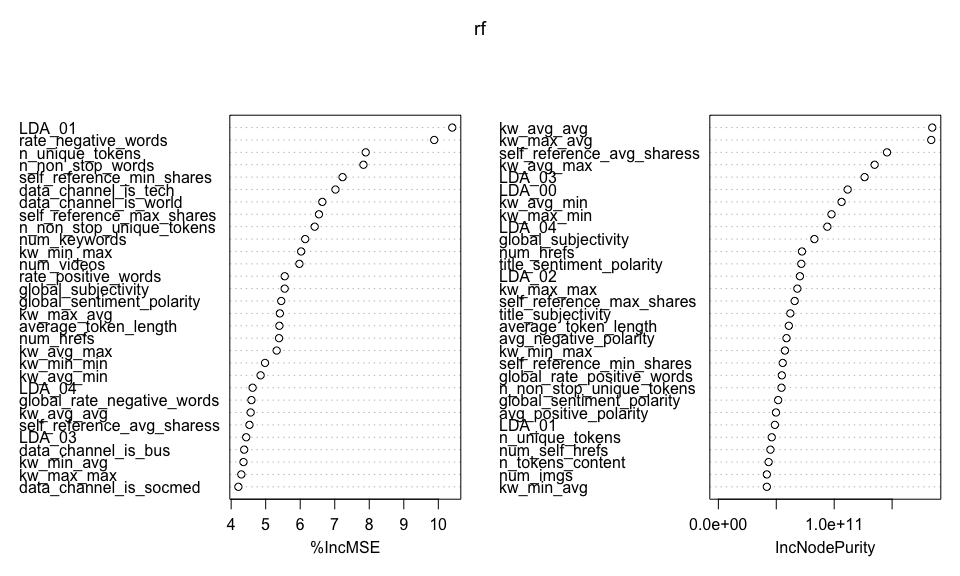 rf
LDA_01
rate_negative_words
n_unique_tokens
n_non_stop_words
self_reference_min_shares
data_channel_is_tech
data_channel_is_world
self_reference_max_shares
n_non_stop_unique_tokens
num_keywords
kw_min_max
num_videos
rate_positive_words
global_subjectivity
global_sentiment_polarity
kw_max_avg
average_token_length
num_hrefs
kw_avg_max
kw_min_min
kw_avg_min
LDA_04
global_rate_negative_words
kw_avg_avg
self_reference_avg_sharess
LDA_03
data_channel_is_bus
kw_min_avg
kw_max_max
data_channel_is_socmed
4 5 6 7 8 9 10
%IncMSE
kw_avg_avg
kw_max_avg
self_reference_avg_sharess
kw_avg_max
LDA_03
LDA_00
kw_avg_min
kw_max_min
LDA_04
global_subjectivity
num_hrefs
title_sentiment_polarity
LDA_02
kw_max_max
self_reference_max_shares
title_subjectivity
average_token_length
avg_negative_polarity
kw_min_max
self_reference_min_shares
global_rate_positive_words
n_non_stop_unique_tokens
global_sentiment_polarity
avg_positive_polarity
LDA_01
n_unique_tokens
num_self_hrefs
n_tokens_content
num_imgs
kw_min_avg
0.0e+00 1.0e+11
IncNodePurity